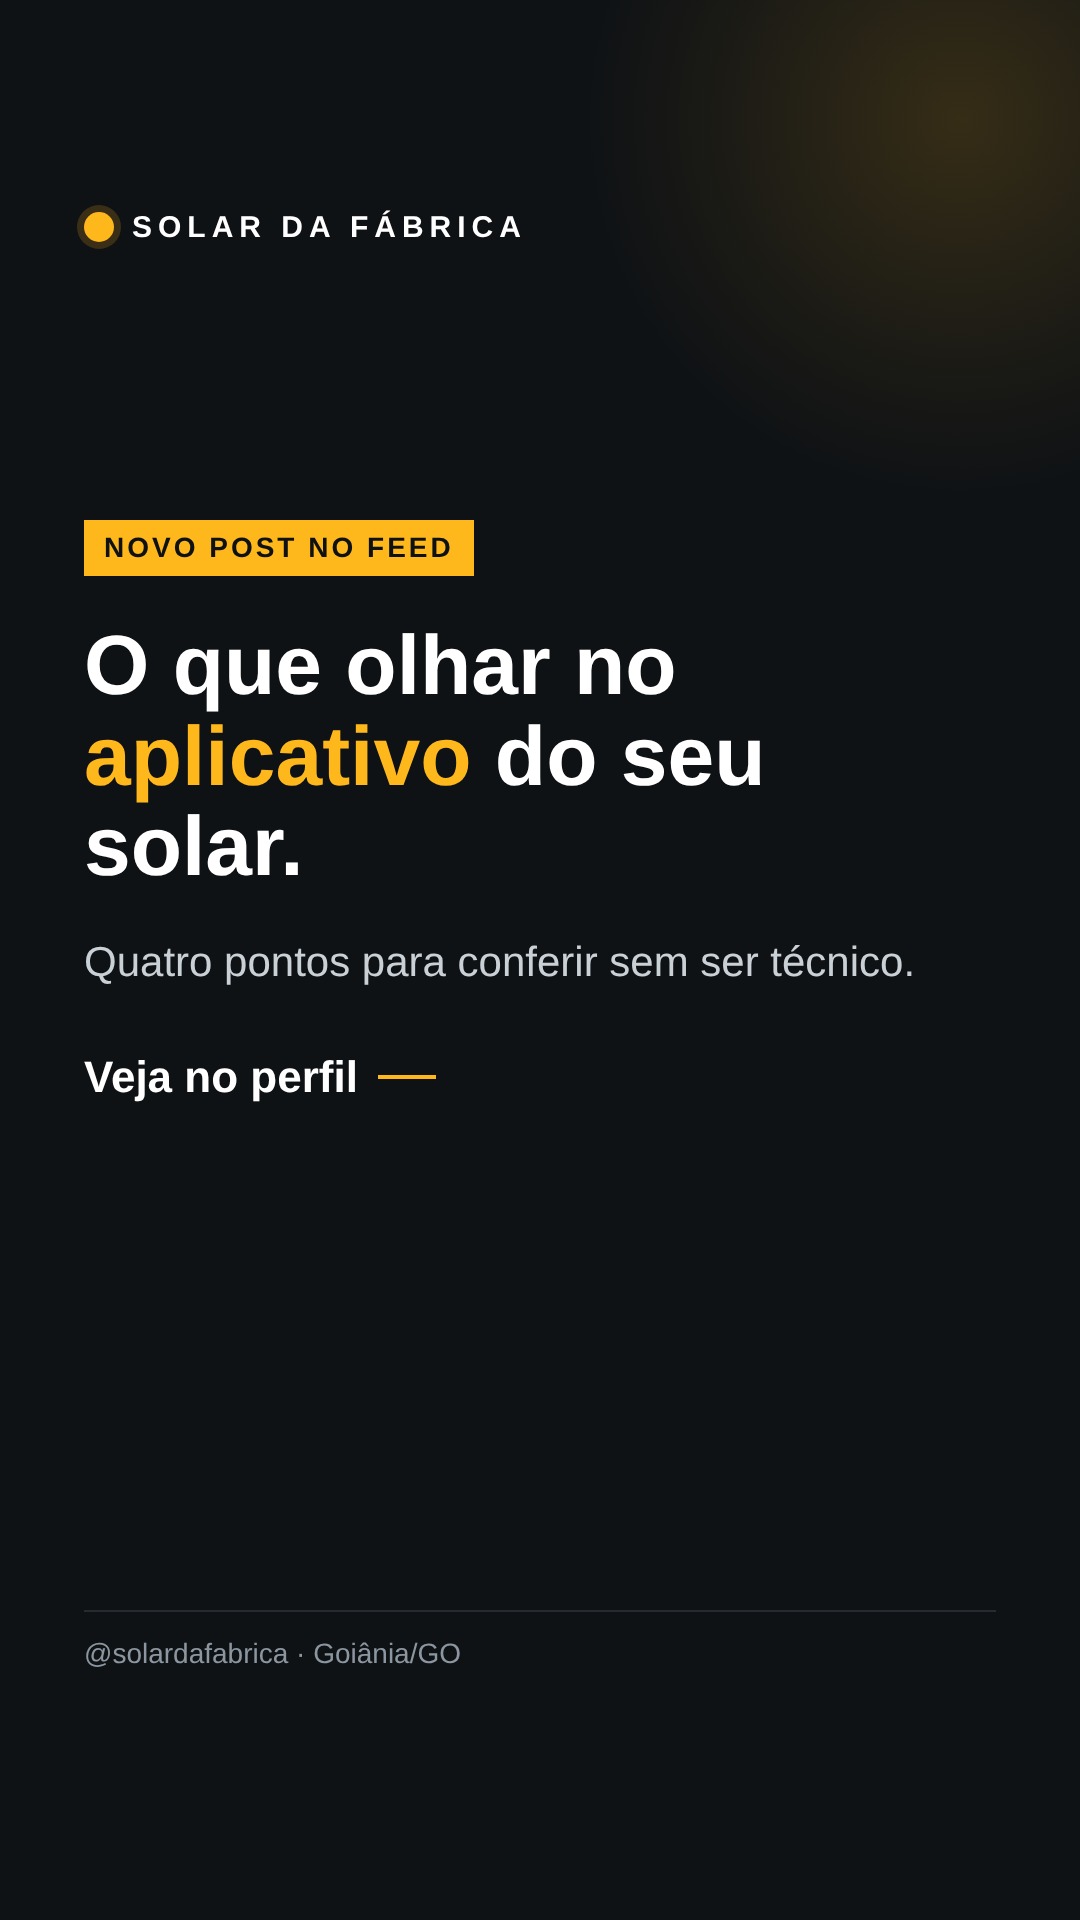 SOLAR DA FÁBRICA
NOVO POST NO FEED
O que olhar no
aplicativo do seu
solar.
Quatro pontos para conferir sem ser técnico.
Veja no perfil
@solardafabrica · Goiânia/GO